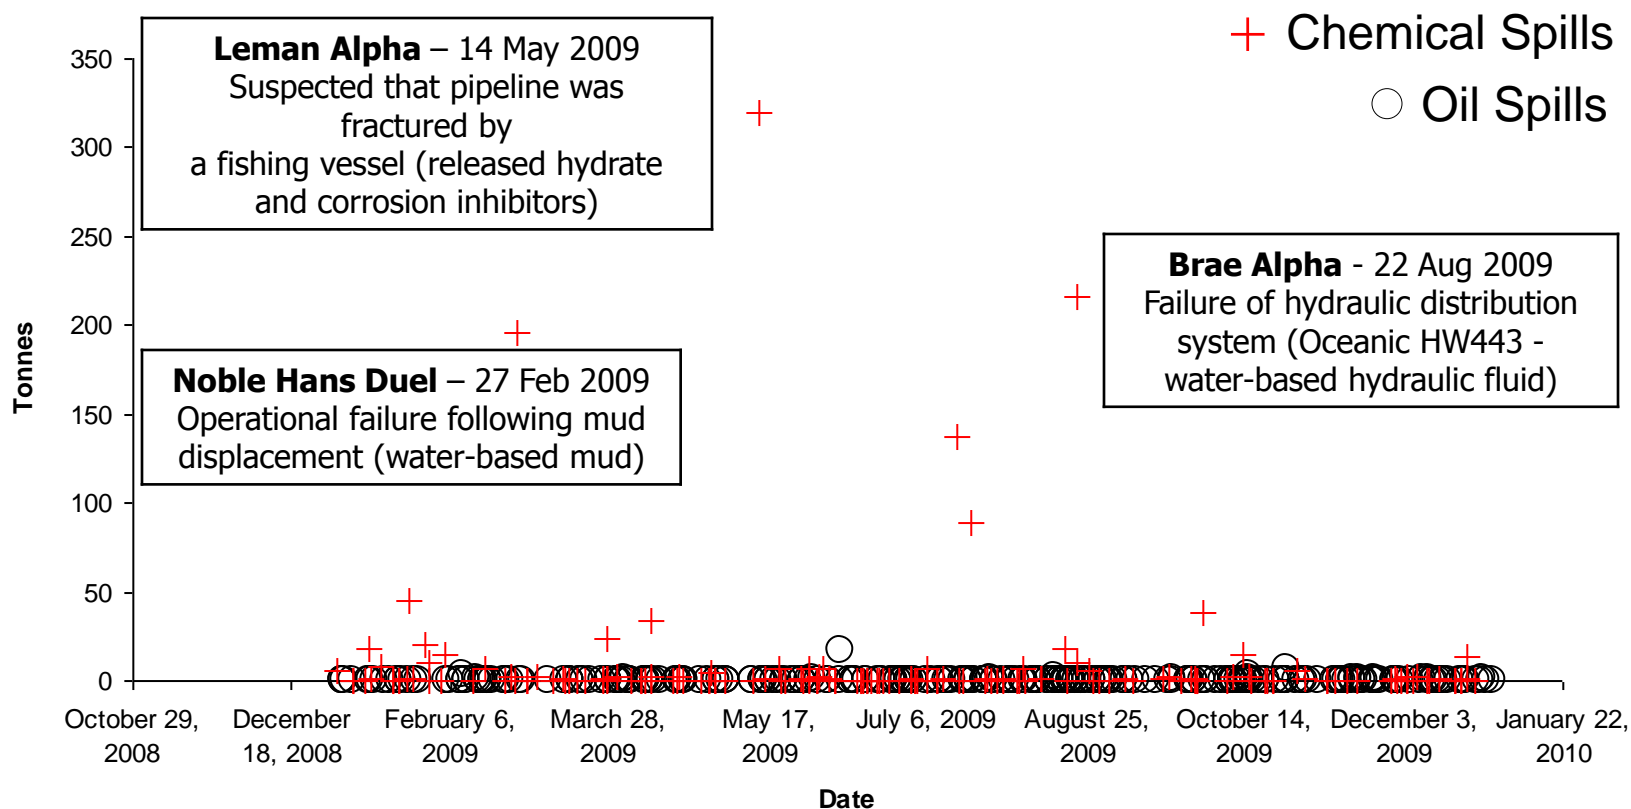 Chemical Spills
Oil Spills
Leman Alpha – 14 May 2009
Suspected that pipeline was
fractured by
a fishing vessel (released hydrate
and corrosion inhibitors)
Brae Alpha - 22 Aug 2009
Failure of hydraulic distribution
system (Oceanic HW443 -
water-based hydraulic fluid)
Noble Hans Duel – 27 Feb 2009
Operational failure following mud
displacement (water-based mud)
Tonnes
350
300
250
200
150
100
50
0
October 29,
2008
December
18, 2008
February 6,
2009
March 28,
2009
May 17,
2009
July 6, 2009
August 25,
2009
October 14,
2009
December 3,
2009
January 22,
2010
Date